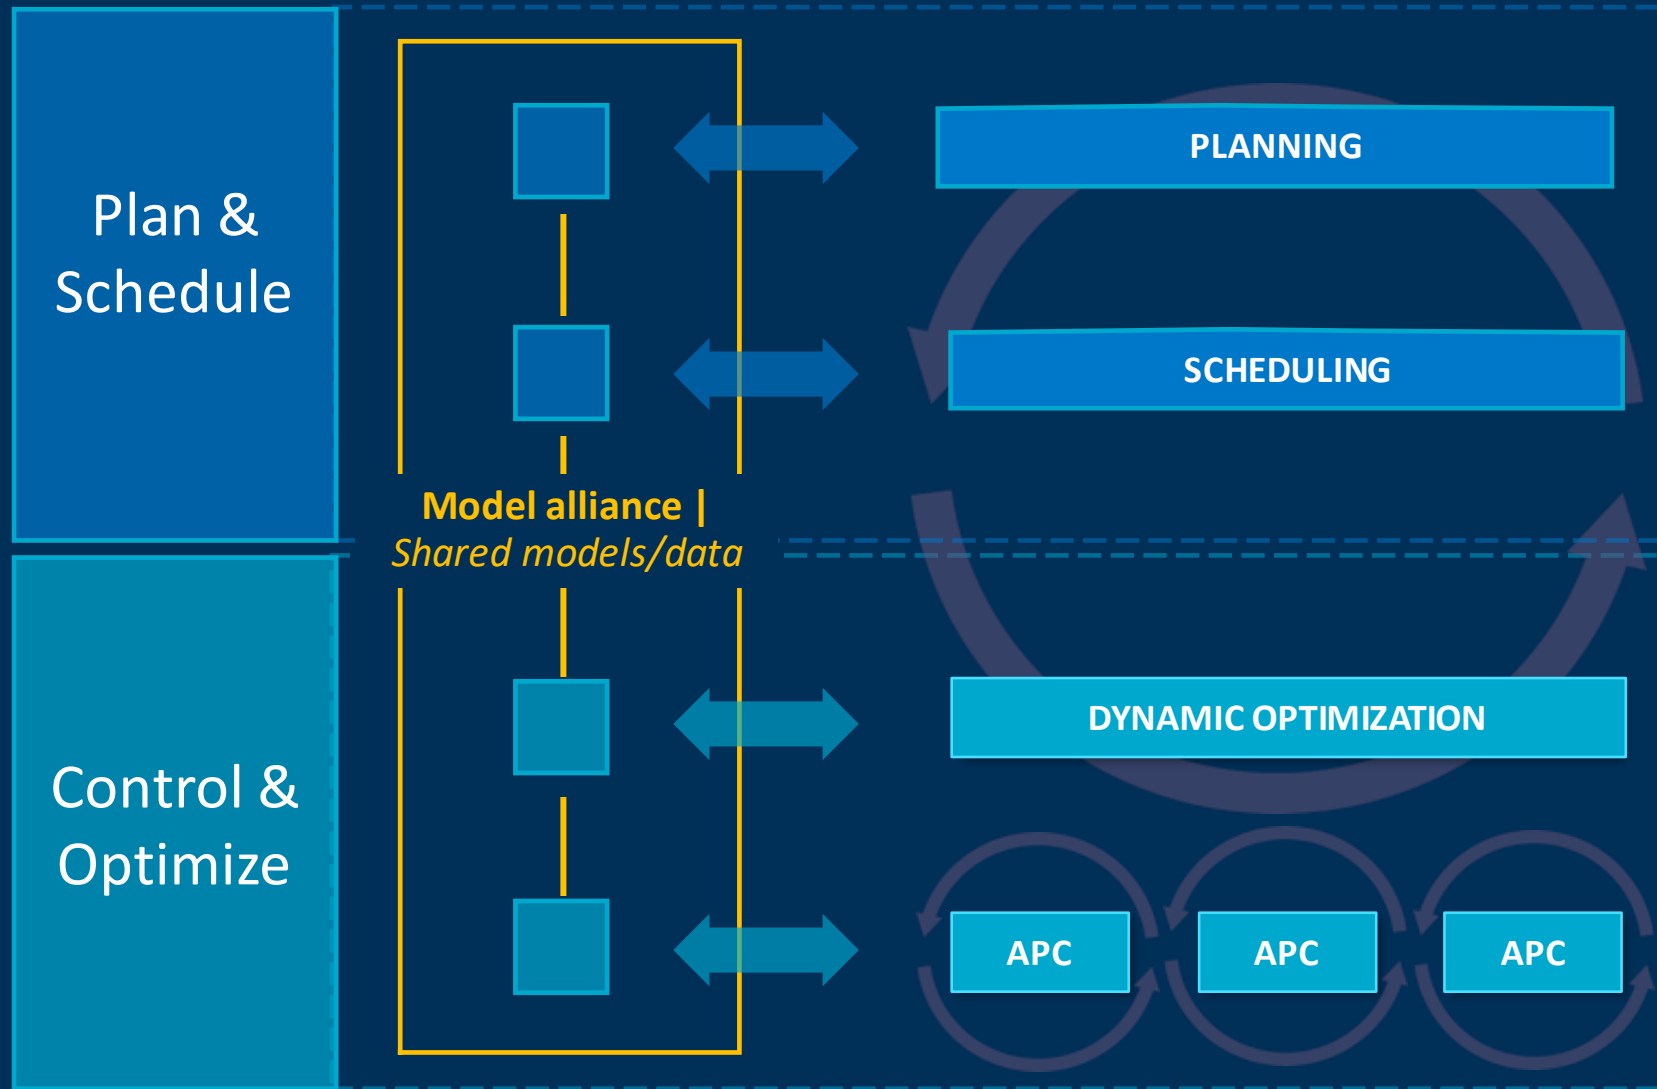 Plan &
Schedule
PLANNING
SCHEDULING
Model alliance |
Shared models/data
Control &
Optimize
DYNAMIC OPTIMIZATION
APC
APC
APC